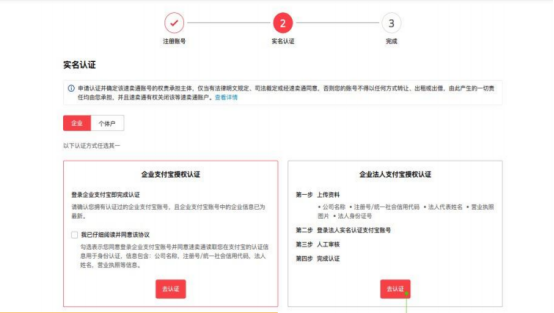 2
3
注册账号
实名认证
完成
实名认证
申请认证并确定该速卖通账号的权责承担主体，仅当有法律明文规定，司法裁定或经速卖通同意，否则您的账号不得以任何方式转让、出租或出借，由此产生的一切责
任均由您承担，并且速卖通有权关闭该等速卖通账户。查看详情
企业
个体户
以下认证方式任选其一
企业支付宝授权认证
登录企业支付宝即完成认证
请确认您拥有认证过的企业支付宝账号，且企业支付宝账号中的企业信息已为
最新。
我已仔细阅读并同意该协议
勾选表示您同意登录企业支付宝账号并同意速卖通读取您在支付宝的认证信
息用于身份认证，信息包含：公司名称、注册号/统一社会信用代码、法人
姓名、营业执照等信息。
去认证
企业法人支付宝授权认证
第一步 上传资料
• 公司名称 • 注册号/统一社会信用代码 • 法人代表姓名 • 营业执照
图片 • 法人身份证号
第二步 登录法人实名认证支付宝账号
第三步 人工审核
第四步 完成认证
去认证